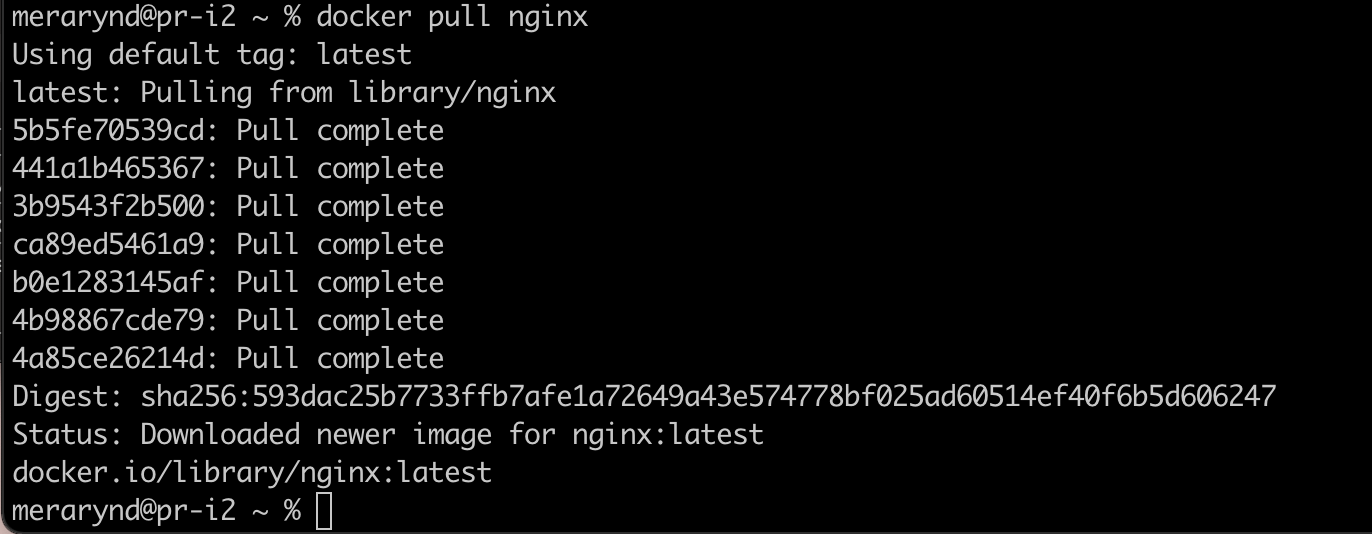 merarynd@pr-i2 ~ % docker pull nginx
Using default tag: latest
latest: Pulling from library/nginx
5b5fe70539cd: Pull complete
441a1b465367: Pull complete
3b9543f2b500: Pull complete
ca89ed5461a9: Pull complete
b0e1283145af: Pull complete
4b98867cde79: Pull complete
4a85ce26214d: Pull complete
Digest: sha256:593dac25b7733ffb7afe1a72649a43e574778bf025ad60514ef40f6b5d606247
Status: Downloaded newer image for nginx:latest
docker.io/library/nginx:latest
merarynd@pr-i2 ~ %